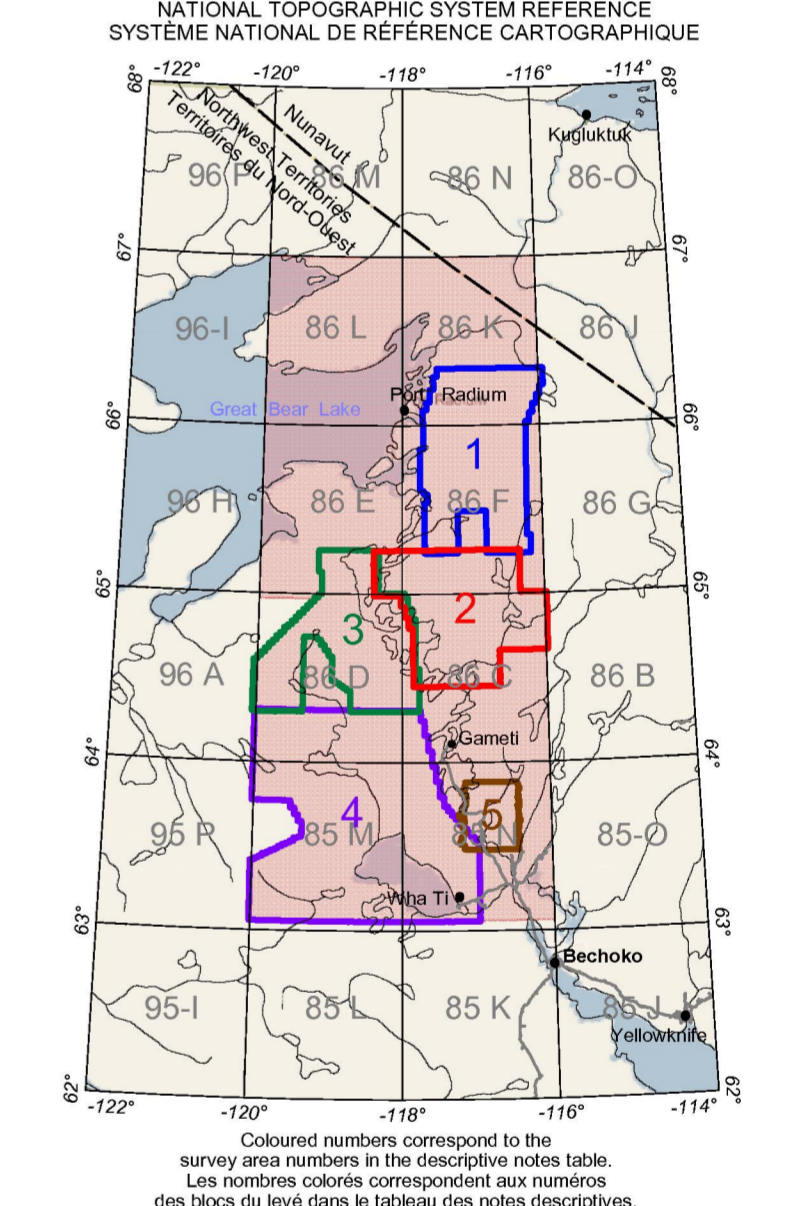 NATIONAL TOPOGRAPHIC SYSTEM REFERENCE
SYSTÈME NATIONAL DE RÉFÉRENCE CARTOGRAPHIQUE
-122° -120° -118° -116° -114°
68° 68°
Kugluktuk
Nunavut
Northwest Territories
Territoires du Nord-Ouest
96 P 86 M 86 N 86-O
67° 67°
96-I 86 L 86 K 86 J
Port Radium
Great Bear Lake
66° 66°
1
96 H 86 E 86 F 86 G
65° 65°
2
3
96 A 86 D 86 C 86 B
Gameti
64° 64°
4 5
95 P 85 M 85 N 85-O
Wha Ti
63° 63°
Bechoko
95-I 85 L 85 K 85 J
Yellowknife
62° 62°
-122° -120° -118° -116° -114°
Coloured numbers correspond to the
survey area numbers in the descriptive notes table.
Les nombres colorés correspondent aux numéros
des blocs du levé dans le tableau des notes descriptives.